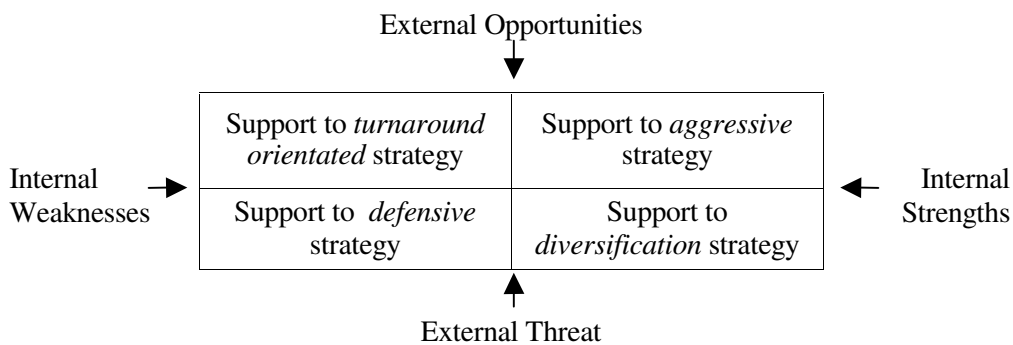 External Opportunities
Support to turnaround
orientated strategy
Support to aggressive
strategy
Internal
Weaknesses
Internal
Strengths
Support to defensive
strategy
Support to
diversification strategy
External Threat